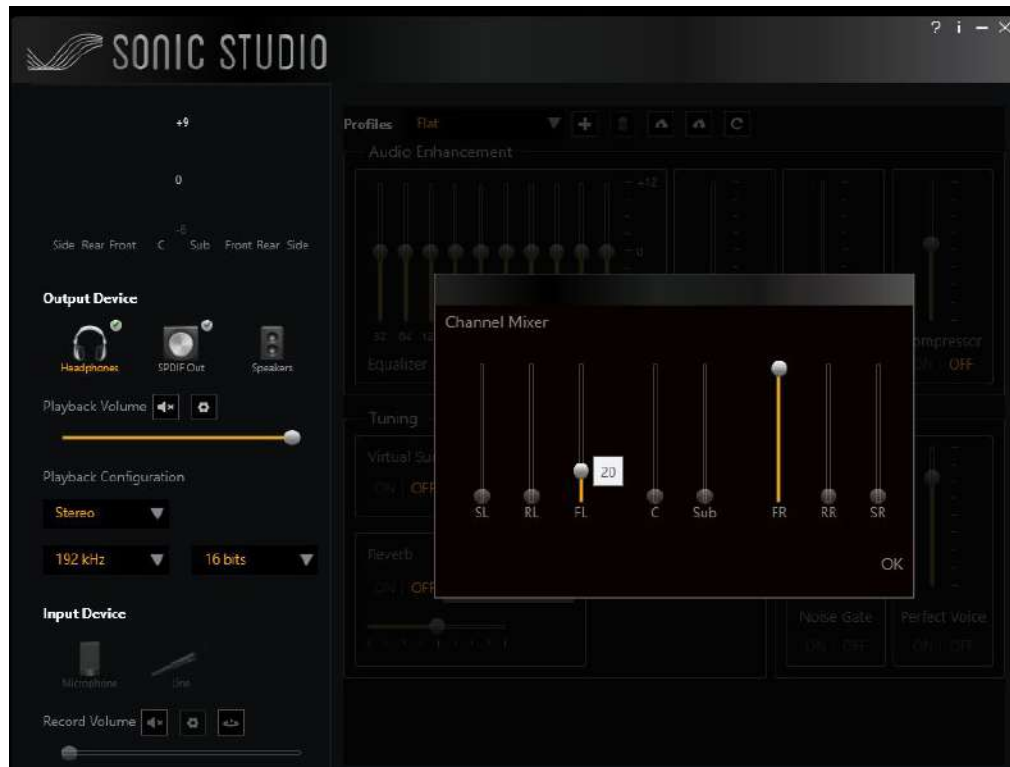 SONIC STUDIO
? i
+9
0
-6
Side Rear Front C Sub Front Rear Side
Output Device
Headphones SPDIF Out Speakers
Playback Volume
Playback Configuration
Stereo
192 kHz 16 bits
Input Device
Microphone Line
Record Volume
Profiles Flat
Audio Enhancement
+12
0
32 64
Equalizer
Compressor
ON OFF
Channel Mixer
20
SL RL FL C Sub FR RR SR
OK
Tuning
Virtual Su
ON OFF
Reverb
ON OFF
Noise Gate Perfect Voice
ON OFF ON OFF